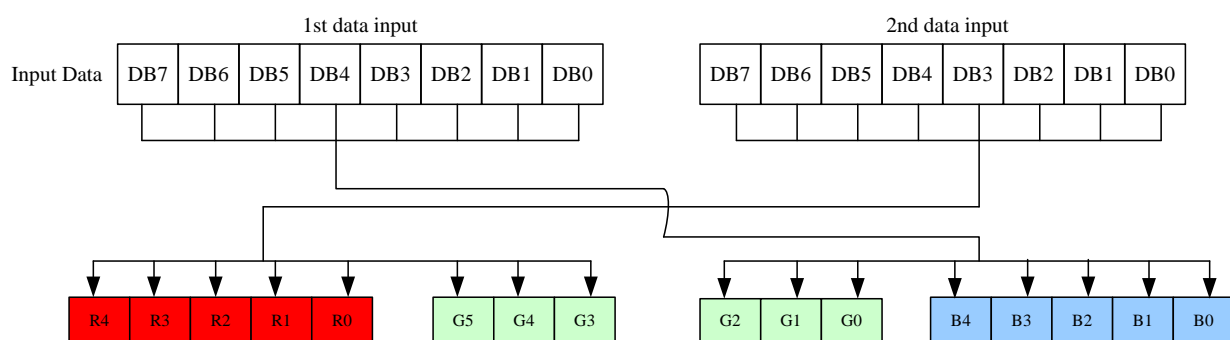 1st data input
2nd data input
Input Data DB7 DB6 DB5 DB4 DB3 DB2 DB1 DB0 DB7 DB6 DB5 DB4 DB3 DB2 DB1 DB0
R4 R3 R2 R1 R0 G5 G4 G3 G2 G1 G0 B4 B3 B2 B1 B0